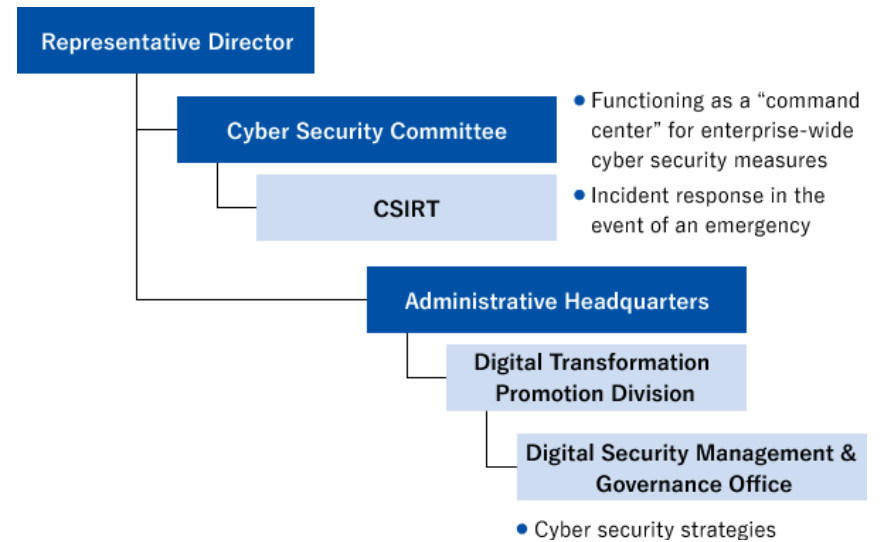 Representative Director
Cyber Security Committee
• Functioning as a “command
center” for enterprise-wide
cyber security measures
CSIRT
• Incident response in the
event of an emergency
Administrative Headquarters
Digital Transformation
Promotion Division
Digital Security Management &
Governance Office
• Cyber security strategies